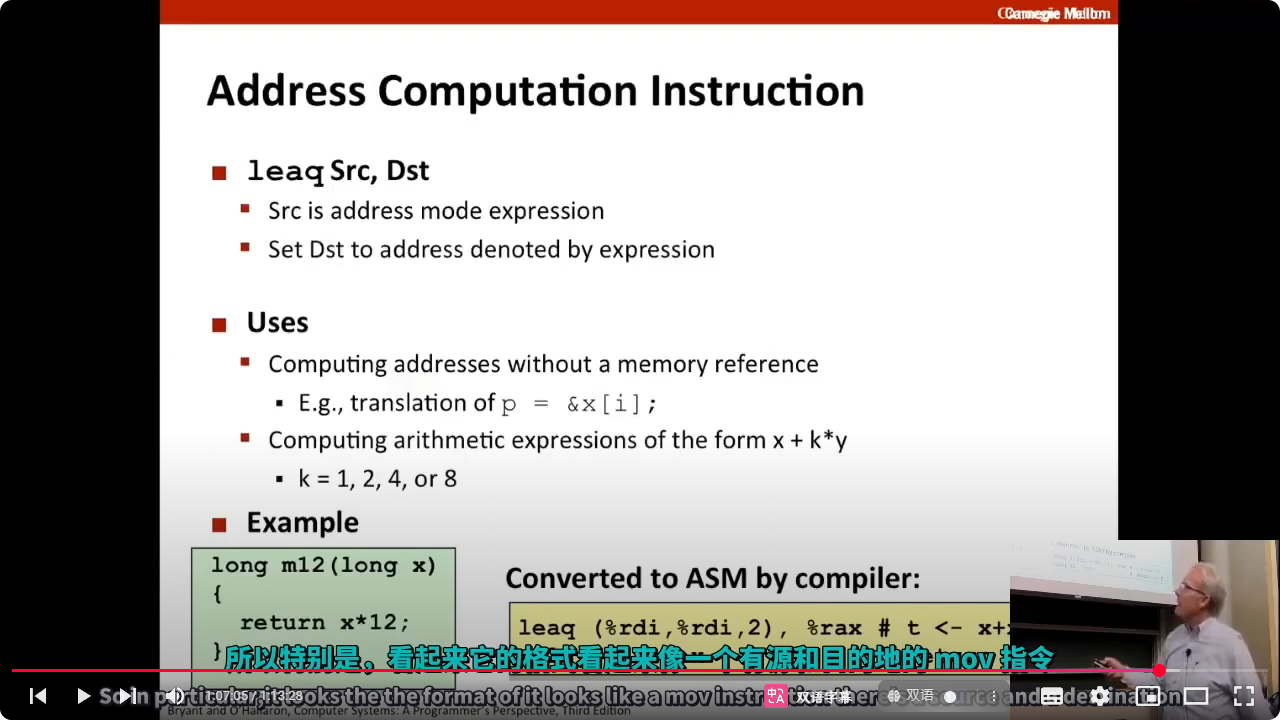 Carnegie Mellon
Address Computation Instruction
leaq Src, Dst
Src is address mode expression
Set Dst to address denoted by expression
Uses
Computing addresses without a memory reference
E.g., translation of p = &x[i];
Computing arithmetic expressions of the form x + k*y
k = 1, 2, 4, or 8
Example
long m12(long x)
{
return x*12;
}
Converted to ASM by compiler:
leaq (%rdi,%rdi,2), %rax # t <- x+
所以特别是，看起来它的格式看起来像一个有源和目的地的 mov 指令
So in particular, it looks the the format of it looks like a mov instruction where source and destination
1:07:05 / 1:13:28
双语字幕
双语
Bryant and O'Hallaron, Computer Systems: A Programmer's Perspective, Third Edition